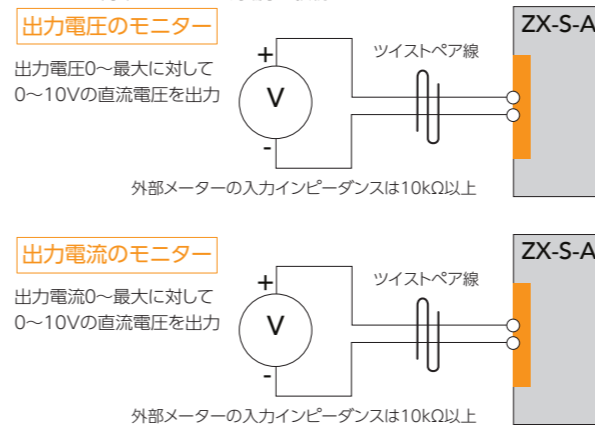 出力電圧のモニター
ZX-S-A
出力電圧0～最大に対して
0～10Vの直流電圧を出力
+
V
-
ツイストペア線
外部メーターの入力インピーダンスは10kΩ以上
出力電流のモニター
ZX-S-A
出力電流0～最大に対して
0～10Vの直流電圧を出力
+
V
-
ツイストペア線
外部メーターの入力インピーダンスは10kΩ以上